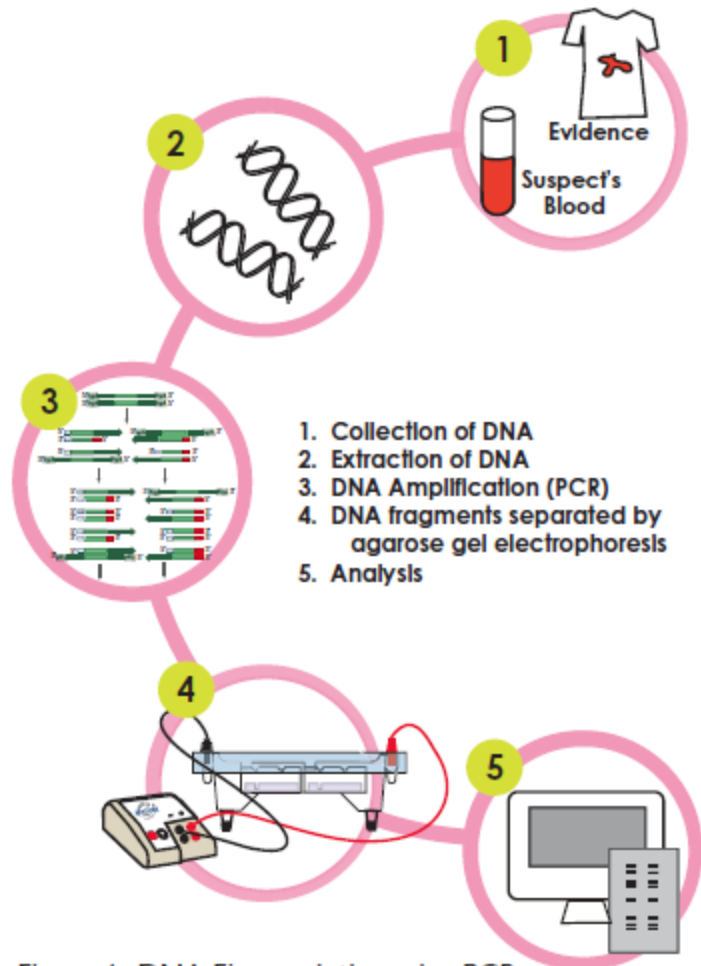 1
Evidence
Suspect's
Blood
2
3
1. Collection of DNA
2. Extraction of DNA
3. DNA Amplification (PCR)
4. DNA fragments separated by
agarose gel electrophoresis
5. Analysis
4
5